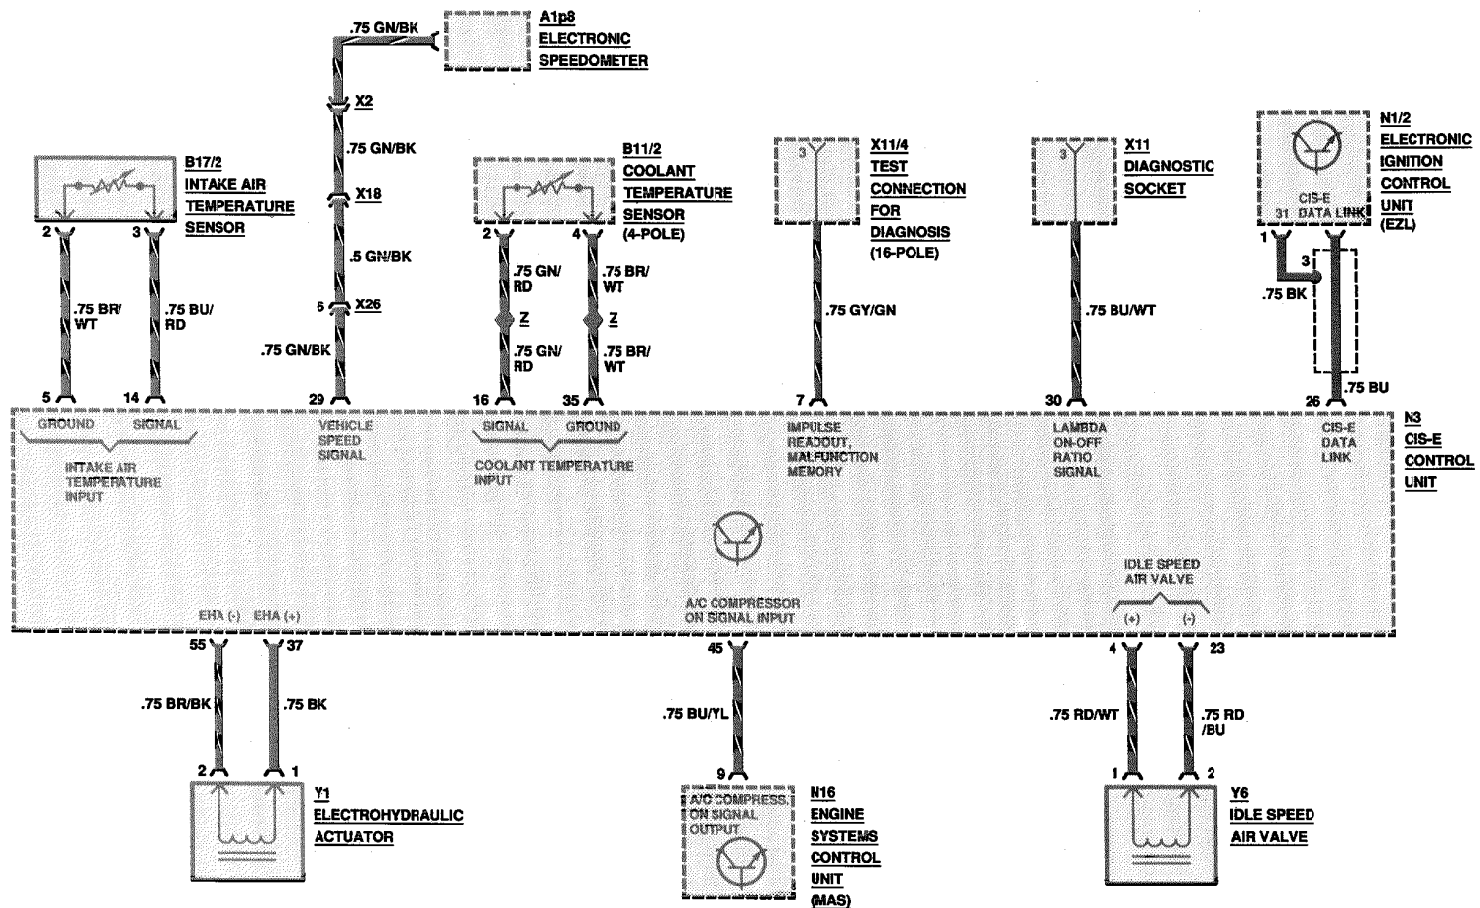 .75 GN/BK
A1p8
ELECTRONIC
SPEEDOMETER
X2
.75 GN/BK
X18
.5 GN/BK
6 X26
.75 GN/BK
B17/2
INTAKE AIR
TEMPERATURE
SENSOR
2 3
.75 BR/
WT
.75 BU/
RD
B11/2
COOLANT
TEMPERATURE
SENSOR
(4-POLE)
2 4
.75 GN/
RD
.75 BR/
WT
Z Z
.75 GN/
RD
.75 BR/
WT
3
X11/4
TEST
CONNECTION
FOR
DIAGNOSIS
(16-POLE)
.75 GY/GN
3
X11
DIAGNOSTIC
SOCKET
.75 BU/WT
N1/2
ELECTRONIC
IGNITION
CONTROL
UNIT
(EZL)
CIS-E
31 DATA LINK
1
3
.75 BK
.75 BU
5 14 29 16 35 7 30 26
GROUND SIGNAL
INTAKE AIR
TEMPERATURE
INPUT
VEHICLE
SPEED
SIGNAL
SIGNAL GROUND
COOLANT TEMPERATURE
INPUT
IMPULSE
READOUT,
MALFUNCTION
MEMORY
LAMBDA
ON-OFF
RATIO
SIGNAL
CIS-E
DATA
LINK
N3
CIS-E
CONTROL
UNIT
EHA (-) EHA (+)
A/C COMPRESSOR
ON SIGNAL INPUT
IDLE SPEED
AIR VALVE
(+) (-)
55 37 45 4 23
.75 BR/BK
.75 BK
.75 BU/YL
.75 RD/WT
.75 RD
/BU
2 1 9 1 2
Y1
ELECTROHYDRAULIC
ACTUATOR
A/C COMPRESS.
ON SIGNAL
OUTPUT
N16
ENGINE
SYSTEMS
CONTROL
UNIT
(MAS)
Y6
IDLE SPEED
AIR VALVE